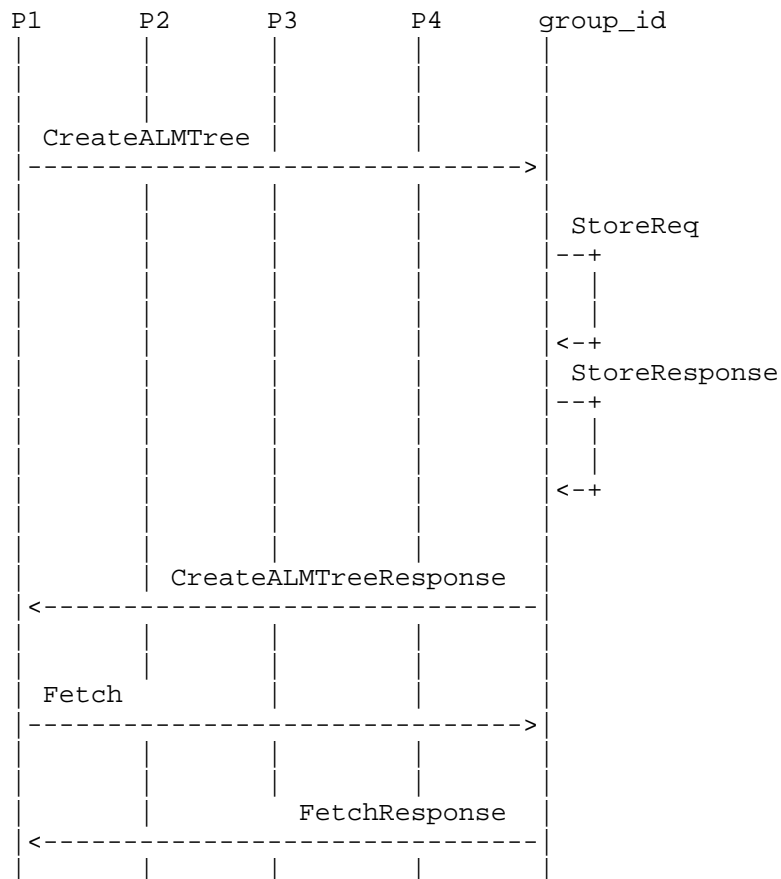 P1 P2 P3 P4 group_id
CreateALMTree
StoreReq
StoreResponse
CreateALMTreeResponse
Fetch
FetchResponse